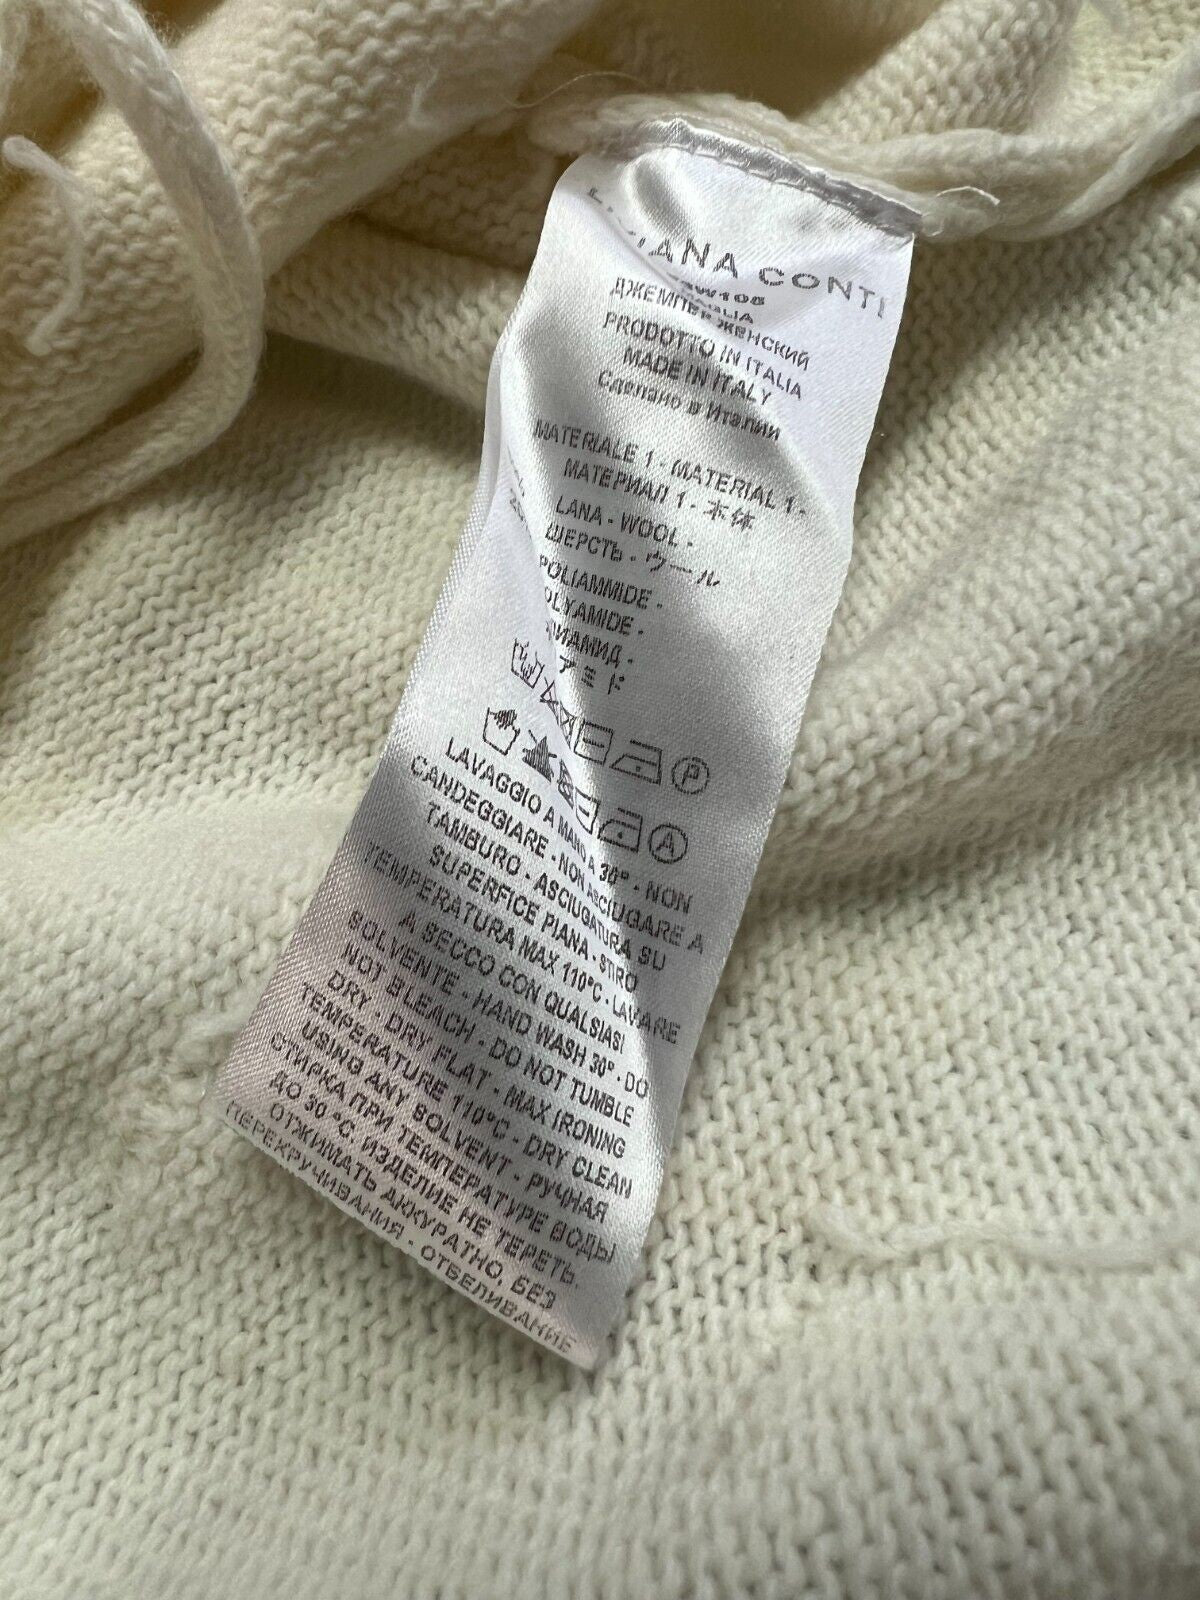 CONTI
ДЖЕМПЕР ЖЕНСКИЙ
PRODOTTO IN ITALIA
MADE IN ITALY
Сделано в Италии
MATERIALE 1 - MATERIAL 1 -
МАТЕРИАЛ 1 - 本体
LANA - WOOL -
ШЕРСТЬ - ウール
POLIAMMIDE -
P
A
LAVAGGIO A MANO A 30° - NON
CANDEGGIARE - NON ASCIUGARE A
TAMBURO - ASCIUGATURA SU
SUPERFICE PIANA - STIRO
TEMPERATURA MAX 110°C - LAVARE
A SECCO CON QUALSIASI
SOLVENTE - HAND WASH 30° - DO
NOT BLEACH - DO NOT TUMBLE
DRY - DRY FLAT - MAX IRONING
TEMPERATURE 110°C - DRY CLEAN
USING ANY SOLVENT - РУЧНАЯ
СТИРКА ПРИ ТЕМПЕРАТУРЕ ВОДЫ
ДО 30 °C. ИЗДЕЛИЕ НЕ ТЕРЕТЬ.
ОТЖИМАТЬ АККУРАТНО, БЕЗ
ПЕРЕКРУЧИВАНИЯ - ОТБЕЛИВАНИЕ